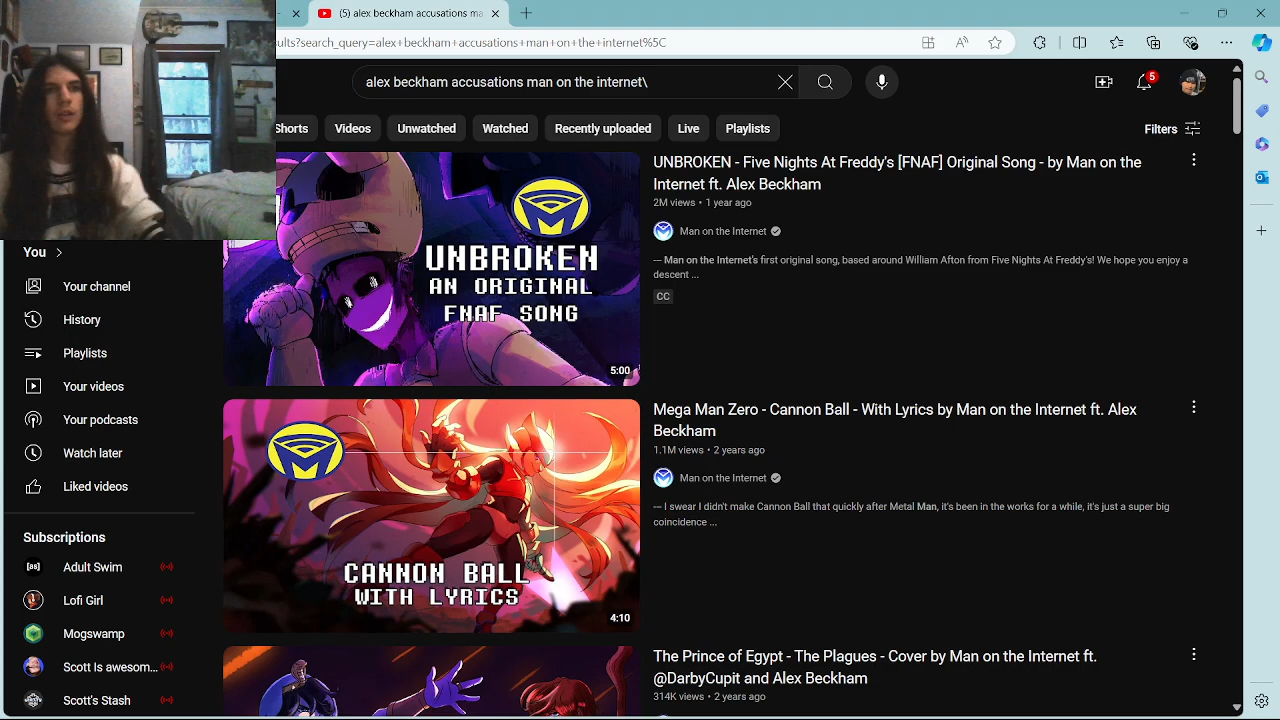 (5) alex beckham accusations ma
ults?search_query=alex+beckham+accusations+man+on+the+internet%5C
alex beckham accusations man on the internet\
5
Shorts
Videos
Unwatched
Watched
Recently uploaded
Live
Playlists
Filters
UNBROKEN
AN ORIGINAL
FNAF SONG
5:00
UNBROKEN - Five Nights At Freddy's [FNAF] Original Song - by Man on the
Internet ft. Alex Beckham
2M views • 1 year ago
Man on the Internet
--- Man on the Internet's first original song, based around William Afton from Five Nights At Freddy's! We hope you enjoy a
descent ...
CC
You
Your channel
History
Playlists
Your videos
Your podcasts
Watch later
Liked videos
Subscriptions
Adult Swim
Lofi Girl
Mogswamp
Scott Is awesom...
Scott's Stash
CANNON BALL
WITH LYRICS
4:10
Mega Man Zero - Cannon Ball - With Lyrics by Man on the Internet ft. Alex
Beckham
1.1M views • 2 years ago
Man on the Internet
--- I swear I didn't make Cannon Ball that quickly after Metal Man, it's been in the works for a while, it's just a super big
coincidence ...
The Prince of Egypt - The Plagues - Cover by Man on the Internet ft.
@DarbyCupit and Alex Beckham
314K views • 2 years ago